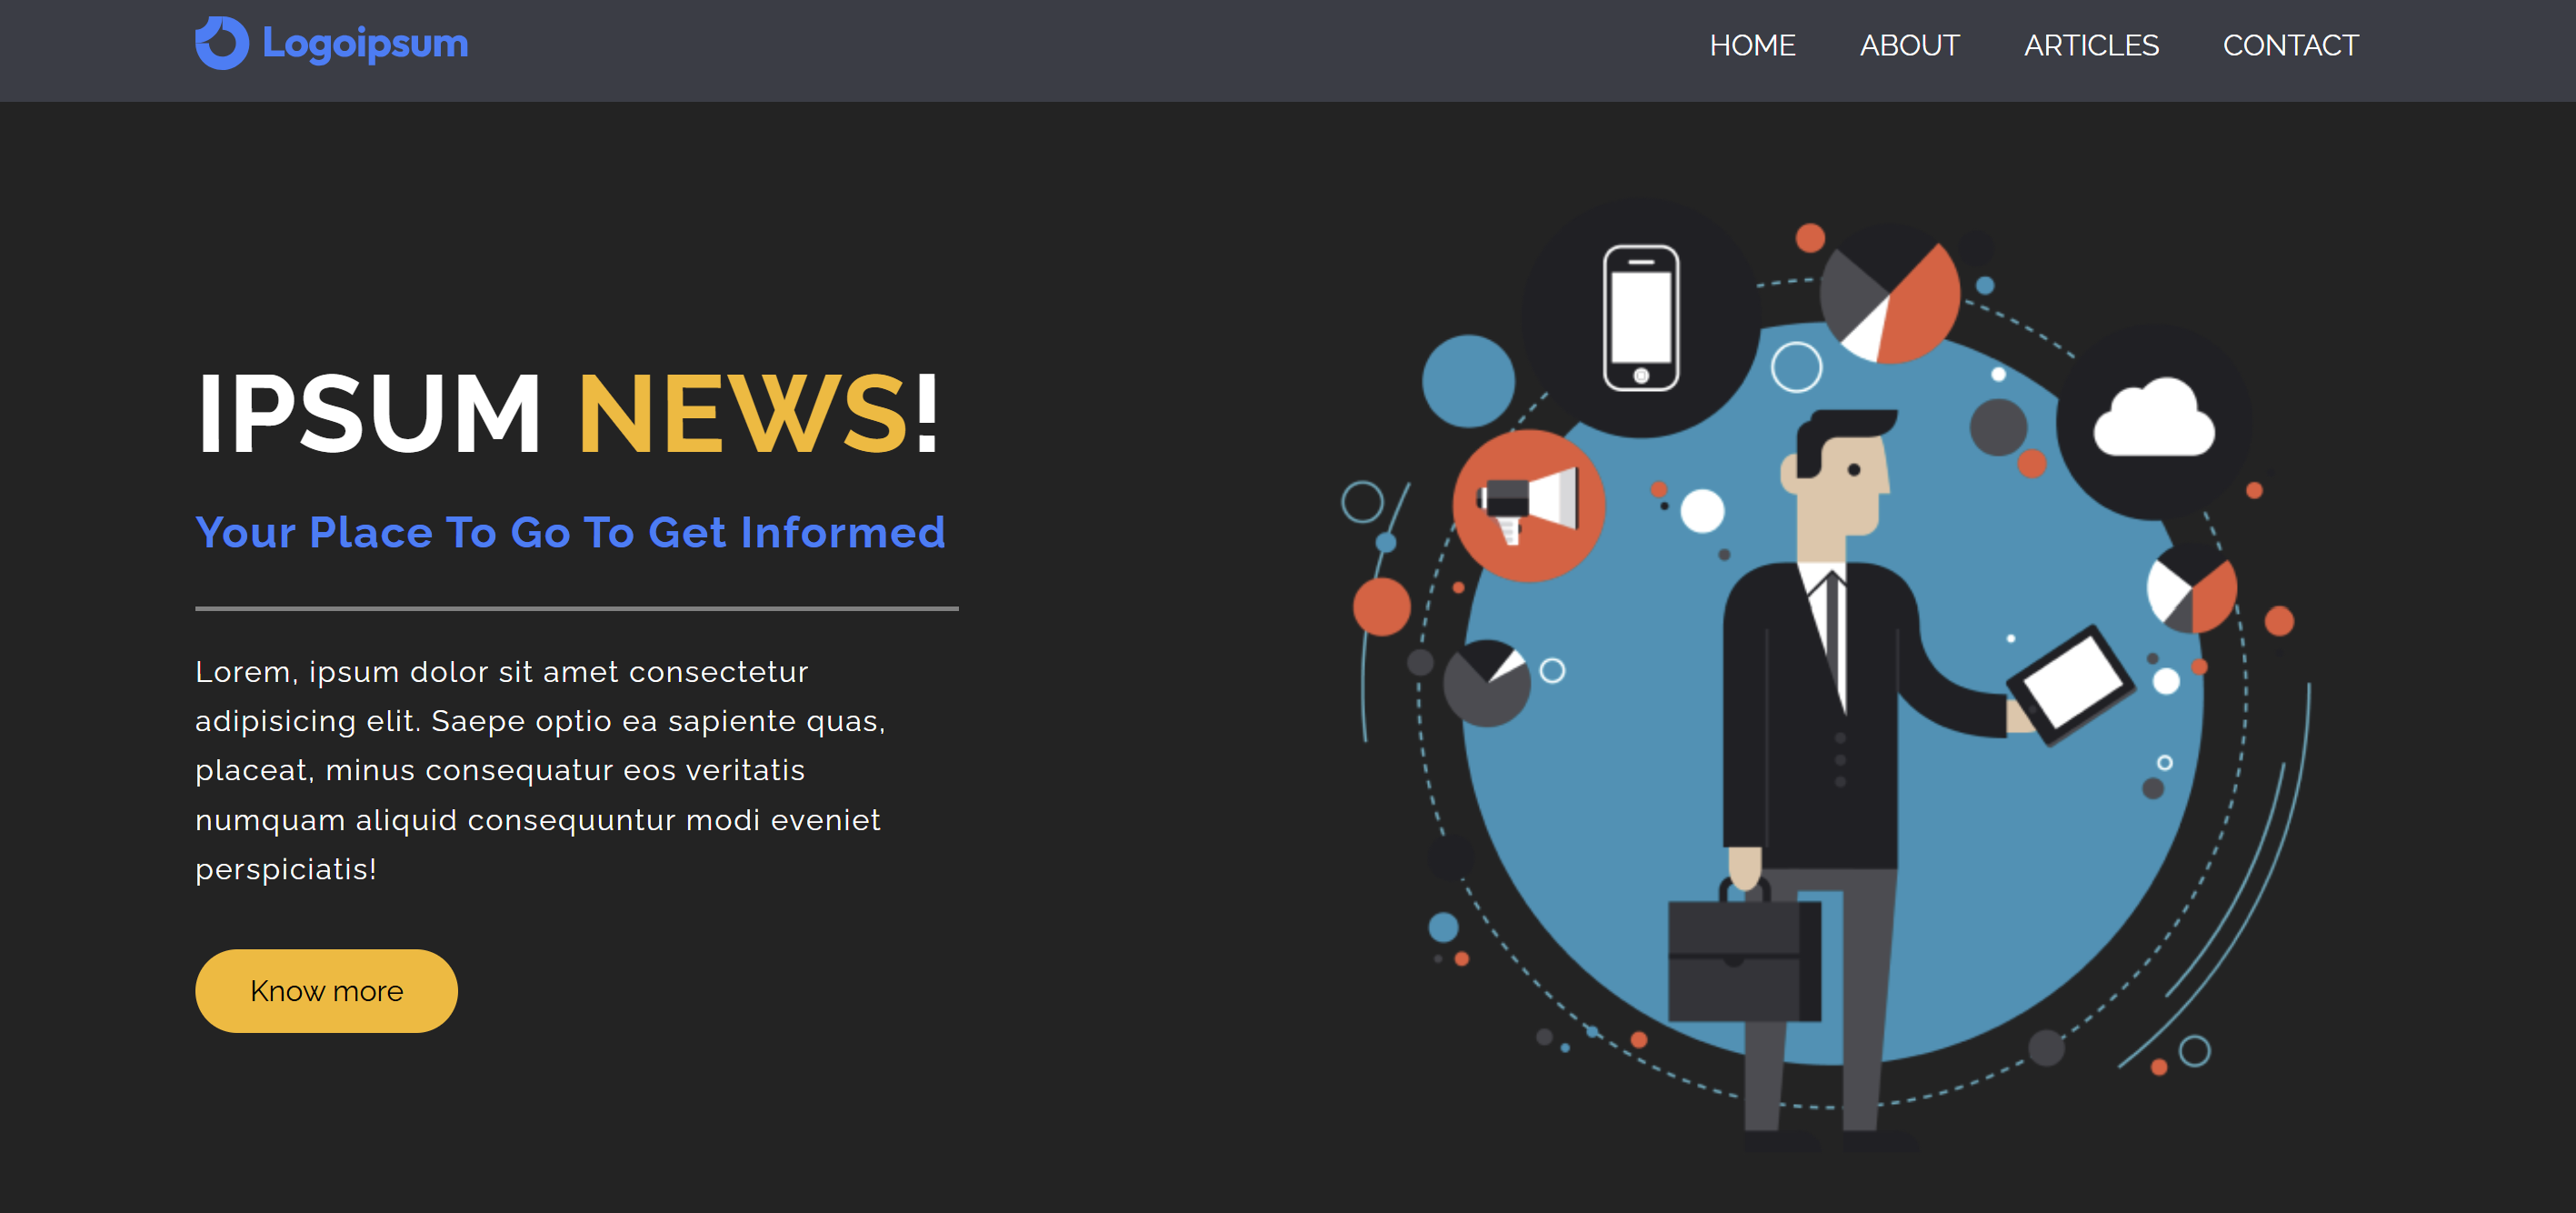 Logoipsum
HOME ABOUT ARTICLES CONTACT
IPSUM NEWS!
Your Place To Go To Get Informed
Lorem, ipsum dolor sit amet consectetur
adipisicing elit. Saepe optio ea sapiente quas,
placeat, minus consequatur eos veritatis
numquam aliquid consequuntur modi eveniet
perspiciatis!
Know more